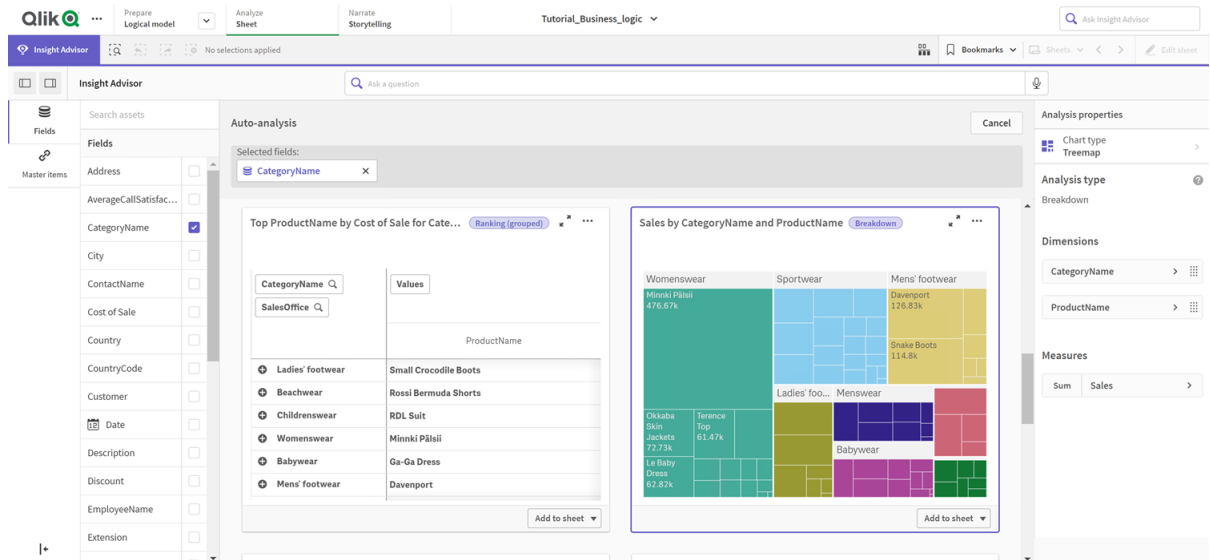 Qlik
Prepare
Logical model
Analyze
Sheet
Narrate
Storytelling
Tutorial_Business_logic
Ask Insight Advisor
Insight Advisor
No selections applied
Bookmarks
Sheets
Edit sheet
Insight Advisor
Ask a question
Fields
Master items
Search assets
Fields
Address
AverageCallSatisfac...
CategoryName
City
ContactName
Cost of Sale
Country
CountryCode
Customer
Date
Description
Discount
EmployeeName
Extension
Auto-analysis
Cancel
Selected fields:
CategoryName
Top ProductName by Cost of Sale for Cate...
Ranking (grouped)
CategoryName
Values
SalesOffice
ProductName
Ladies' footwear
Small Crocodile Boots
Beachwear
Rossi Bermuda Shorts
Childrenswear
RDL Suit
Womenswear
Minnki Pälsii
Babywear
Ga-Ga Dress
Mens' footwear
Davenport
Add to sheet
Sales by CategoryName and ProductName
Breakdown
Womenswear
Sportwear
Mens' footwear
Minnki Pälsii
476.67k
Davenport
126.83k
Snake Boots
114.8k
Ladies' foo...
Menswear
Okkaba
Skin
Jackets
72.73k
Terence
Top
61.47k
Babywear
Le Baby
Dress
62.82k
Add to sheet
Analysis properties
Chart type
Treemap
Analysis type
Breakdown
Dimensions
CategoryName
ProductName
Measures
Sum
Sales